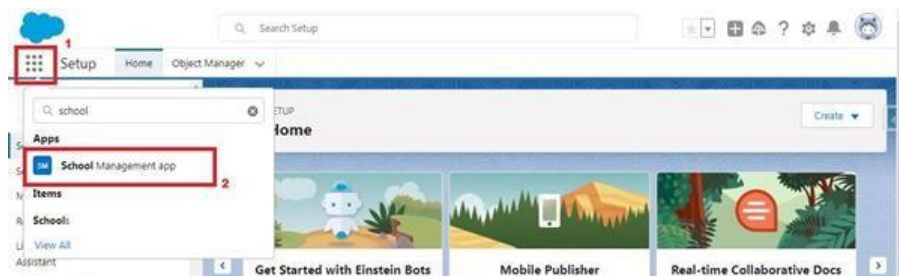 Search Setup
1
Setup Home Object Manager
school
Apps
SM School Management app
2
Items
Schools
View All
Assistant
SETUP
Home
Create
Get Started with Einstein Bots
Mobile Publisher
Real-time Collaborative Docs